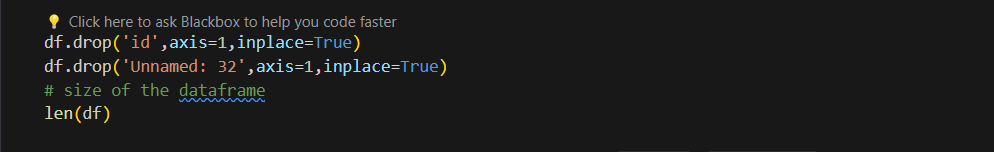 💡 Click here to ask Blackbox to help you code faster
df.drop('id',axis=1,inplace=True)
df.drop('Unnamed: 32',axis=1,inplace=True)
# size of the dataframe
len(df)